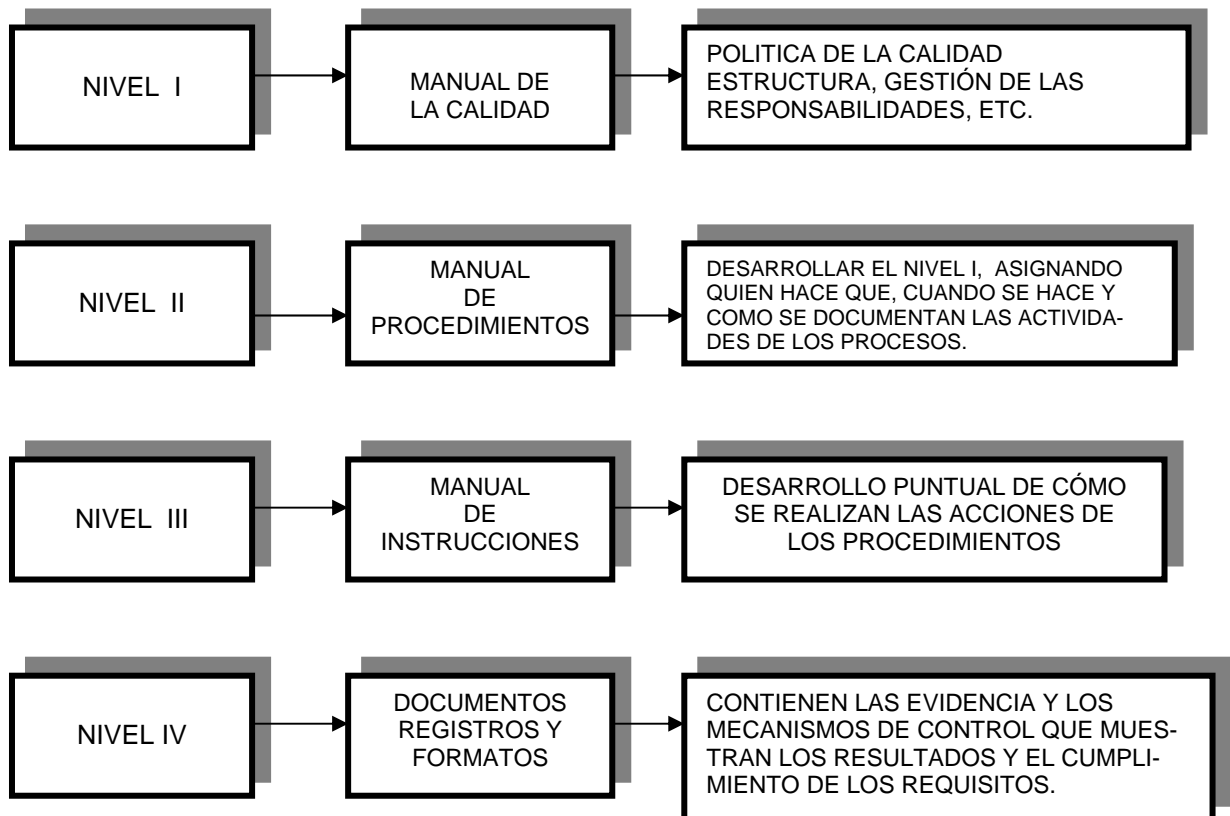 NIVEL I
MANUAL DE
LA CALIDAD
POLITICA DE LA CALIDAD
ESTRUCTURA, GESTIÓN DE LAS
RESPONSABILIDADES, ETC.
NIVEL II
MANUAL
DE
PROCEDIMIENTOS
DESARROLLAR EL NIVEL I, ASIGNANDO
QUIEN HACE QUE, CUANDO SE HACE Y
COMO SE DOCUMENTAN LAS ACTIVIDA-
DES DE LOS PROCESOS.
NIVEL III
MANUAL
DE
INSTRUCCIONES
DESARROLLO PUNTUAL DE CÓMO
SE REALIZAN LAS ACCIONES DE
LOS PROCEDIMIENTOS
NIVEL IV
DOCUMENTOS
REGISTROS Y
FORMATOS
CONTIENEN LAS EVIDENCIA Y LOS
MECANISMOS DE CONTROL QUE MUES-
TRAN LOS RESULTADOS Y EL CUMPLI-
MIENTO DE LOS REQUISITOS.